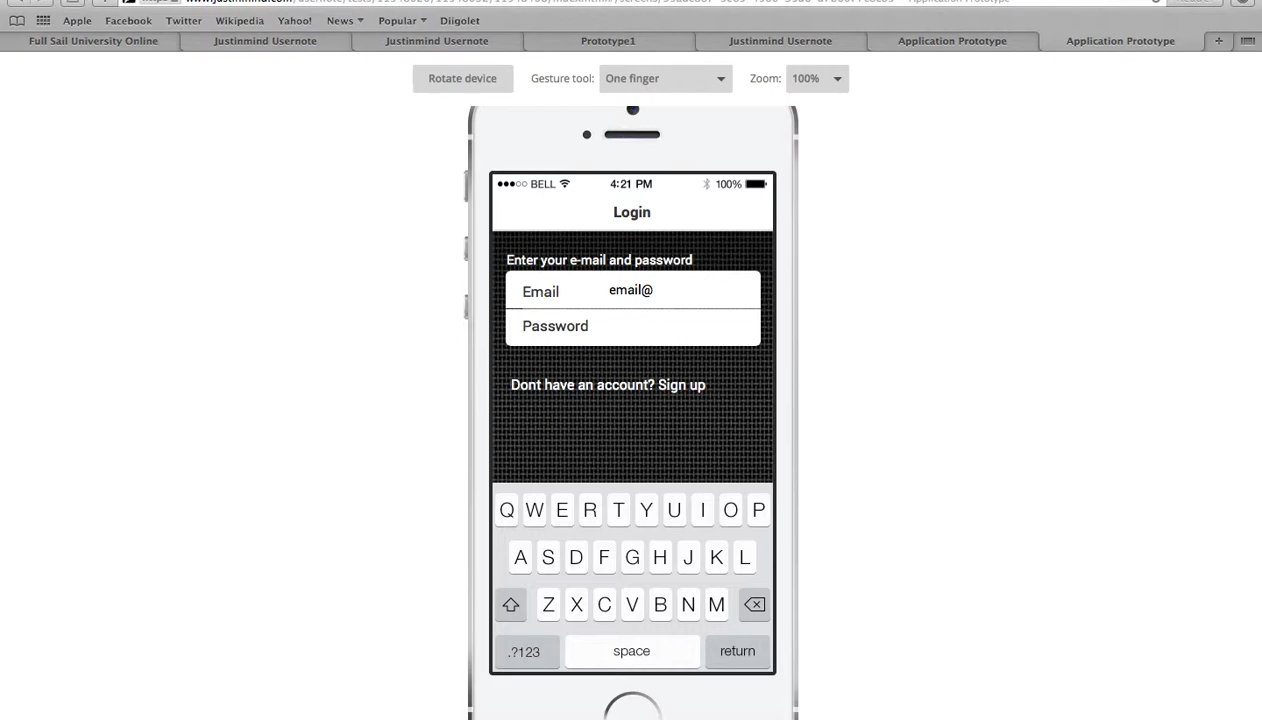 Apple Facebook Twitter Wikipedia Yahoo! News Popular Diigolet
Full Sail University Online Justinmind Usernote Justinmind Usernote Prototype1 Justinmind Usernote Application Prototype Application Prototype +
Rotate device Gesture tool: One finger Zoom: 100%
BELL 4:21 PM 100%
Login
Enter your e-mail and password
Email email@
Password
Dont have an account? Sign up
Q W E R T Y U I O P
A S D F G H J K L
Z X C V B N M
.?123 space return